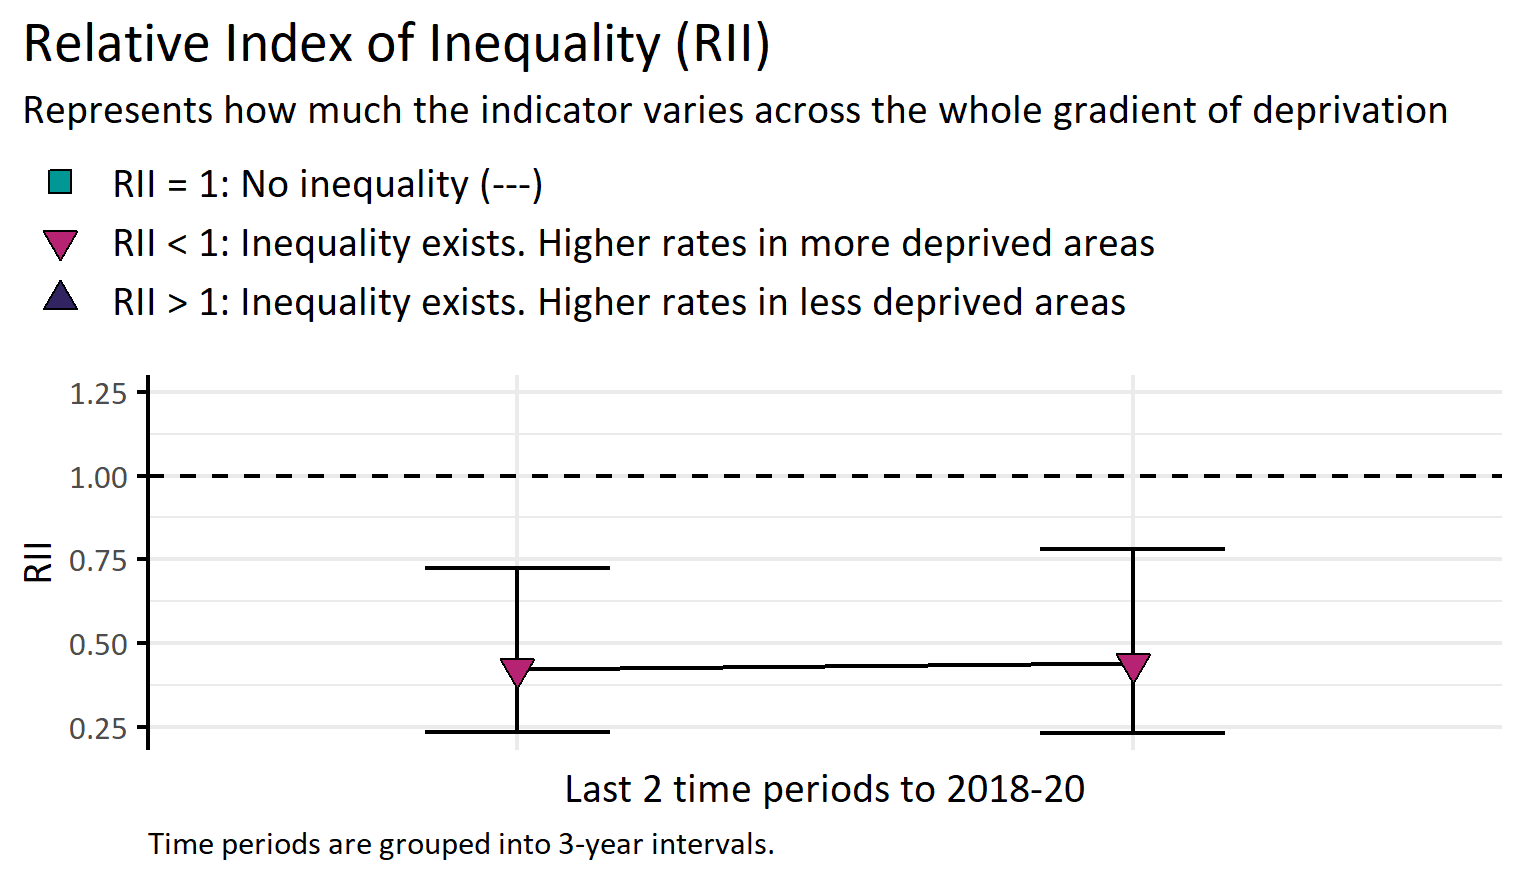 Relative Index of Inequality (RII)
Represents how much the indicator varies across the whole gradient of deprivation
RII = 1: No inequality (---)
RII < 1: Inequality exists. Higher rates in more deprived areas
RII > 1: Inequality exists. Higher rates in less deprived areas
1.25
1.00
0.75
0.50
0.25
RII
Last 2 time periods to 2018-20
Time periods are grouped into 3-year intervals.